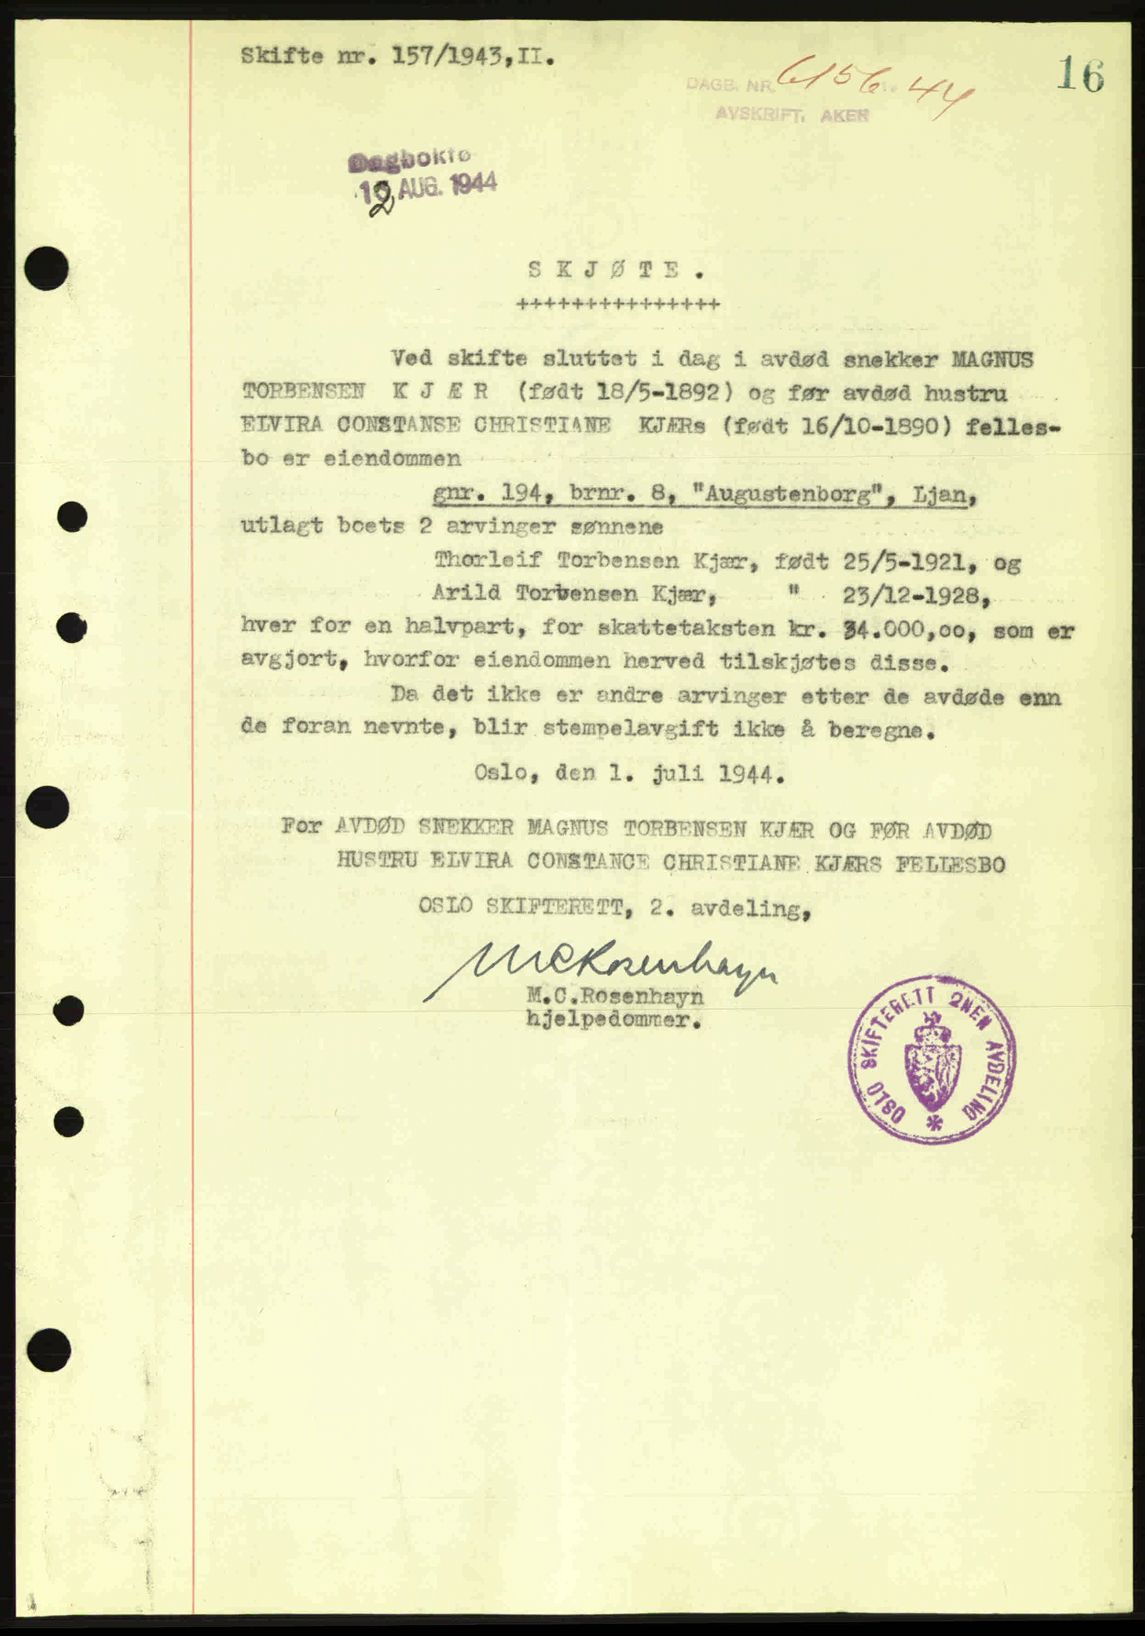 Skifte nr. 157/1943,II.
16
DAGB. NR. 6156 44
AVSKRIFT. AKER
Dagbokfø
12 AUG. 1944
SKJØTE.
+++++++++++++++
Ved skifte sluttet i dag i avdød snekker MAGNUS
TORBENSEN K J Æ R (født 18/5-1892) og før avdød hustru
ELVIRA CONSTANSE CHRISTIANE KJÆRs (født 16/10-1890) felles-
bo er eiendommen
gnr. 194, brnr. 8, "Augustenborg", Ljan,
utlagt boets 2 arvinger sønnene
Thorleif Torbensen Kjær, født 25/5-1921, og
Arild Torbensen Kjær, " 23/12-1928,
hver for en halvpart, for skattetaksten kr. 34.000,oo, som er
avgjort, hvorfor eiendommen herved tilskjøtes disse.
Da det ikke er andre arvinger etter de avdøde enn
de foran nevnte, blir stempelavgift ikke å beregne.
Oslo, den 1. juli 1944.
For AVDØD SNEKKER MAGNUS TORBENSEN KJÆR OG FØR AVDØD
HUSTRU ELVIRA CONSTANCE CHRISTIANE KJÆRS FELLESBO
OSLO SKIFTERETT, 2. avdeling,
MCRosenhayn
M.C.Rosenhayn
hjelpedommer.
OSLO SKIFTERETT 2NEN AVDELING *